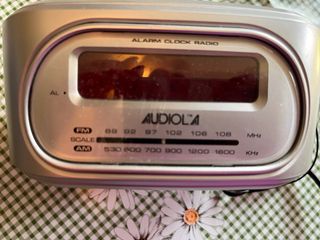 ALARM CLOCK RADIO
AL
AUDIOLA
FM 88 92 97 102 106 108 MHz
SCALE
AM 530 600 700 900 1200 1600 KHz